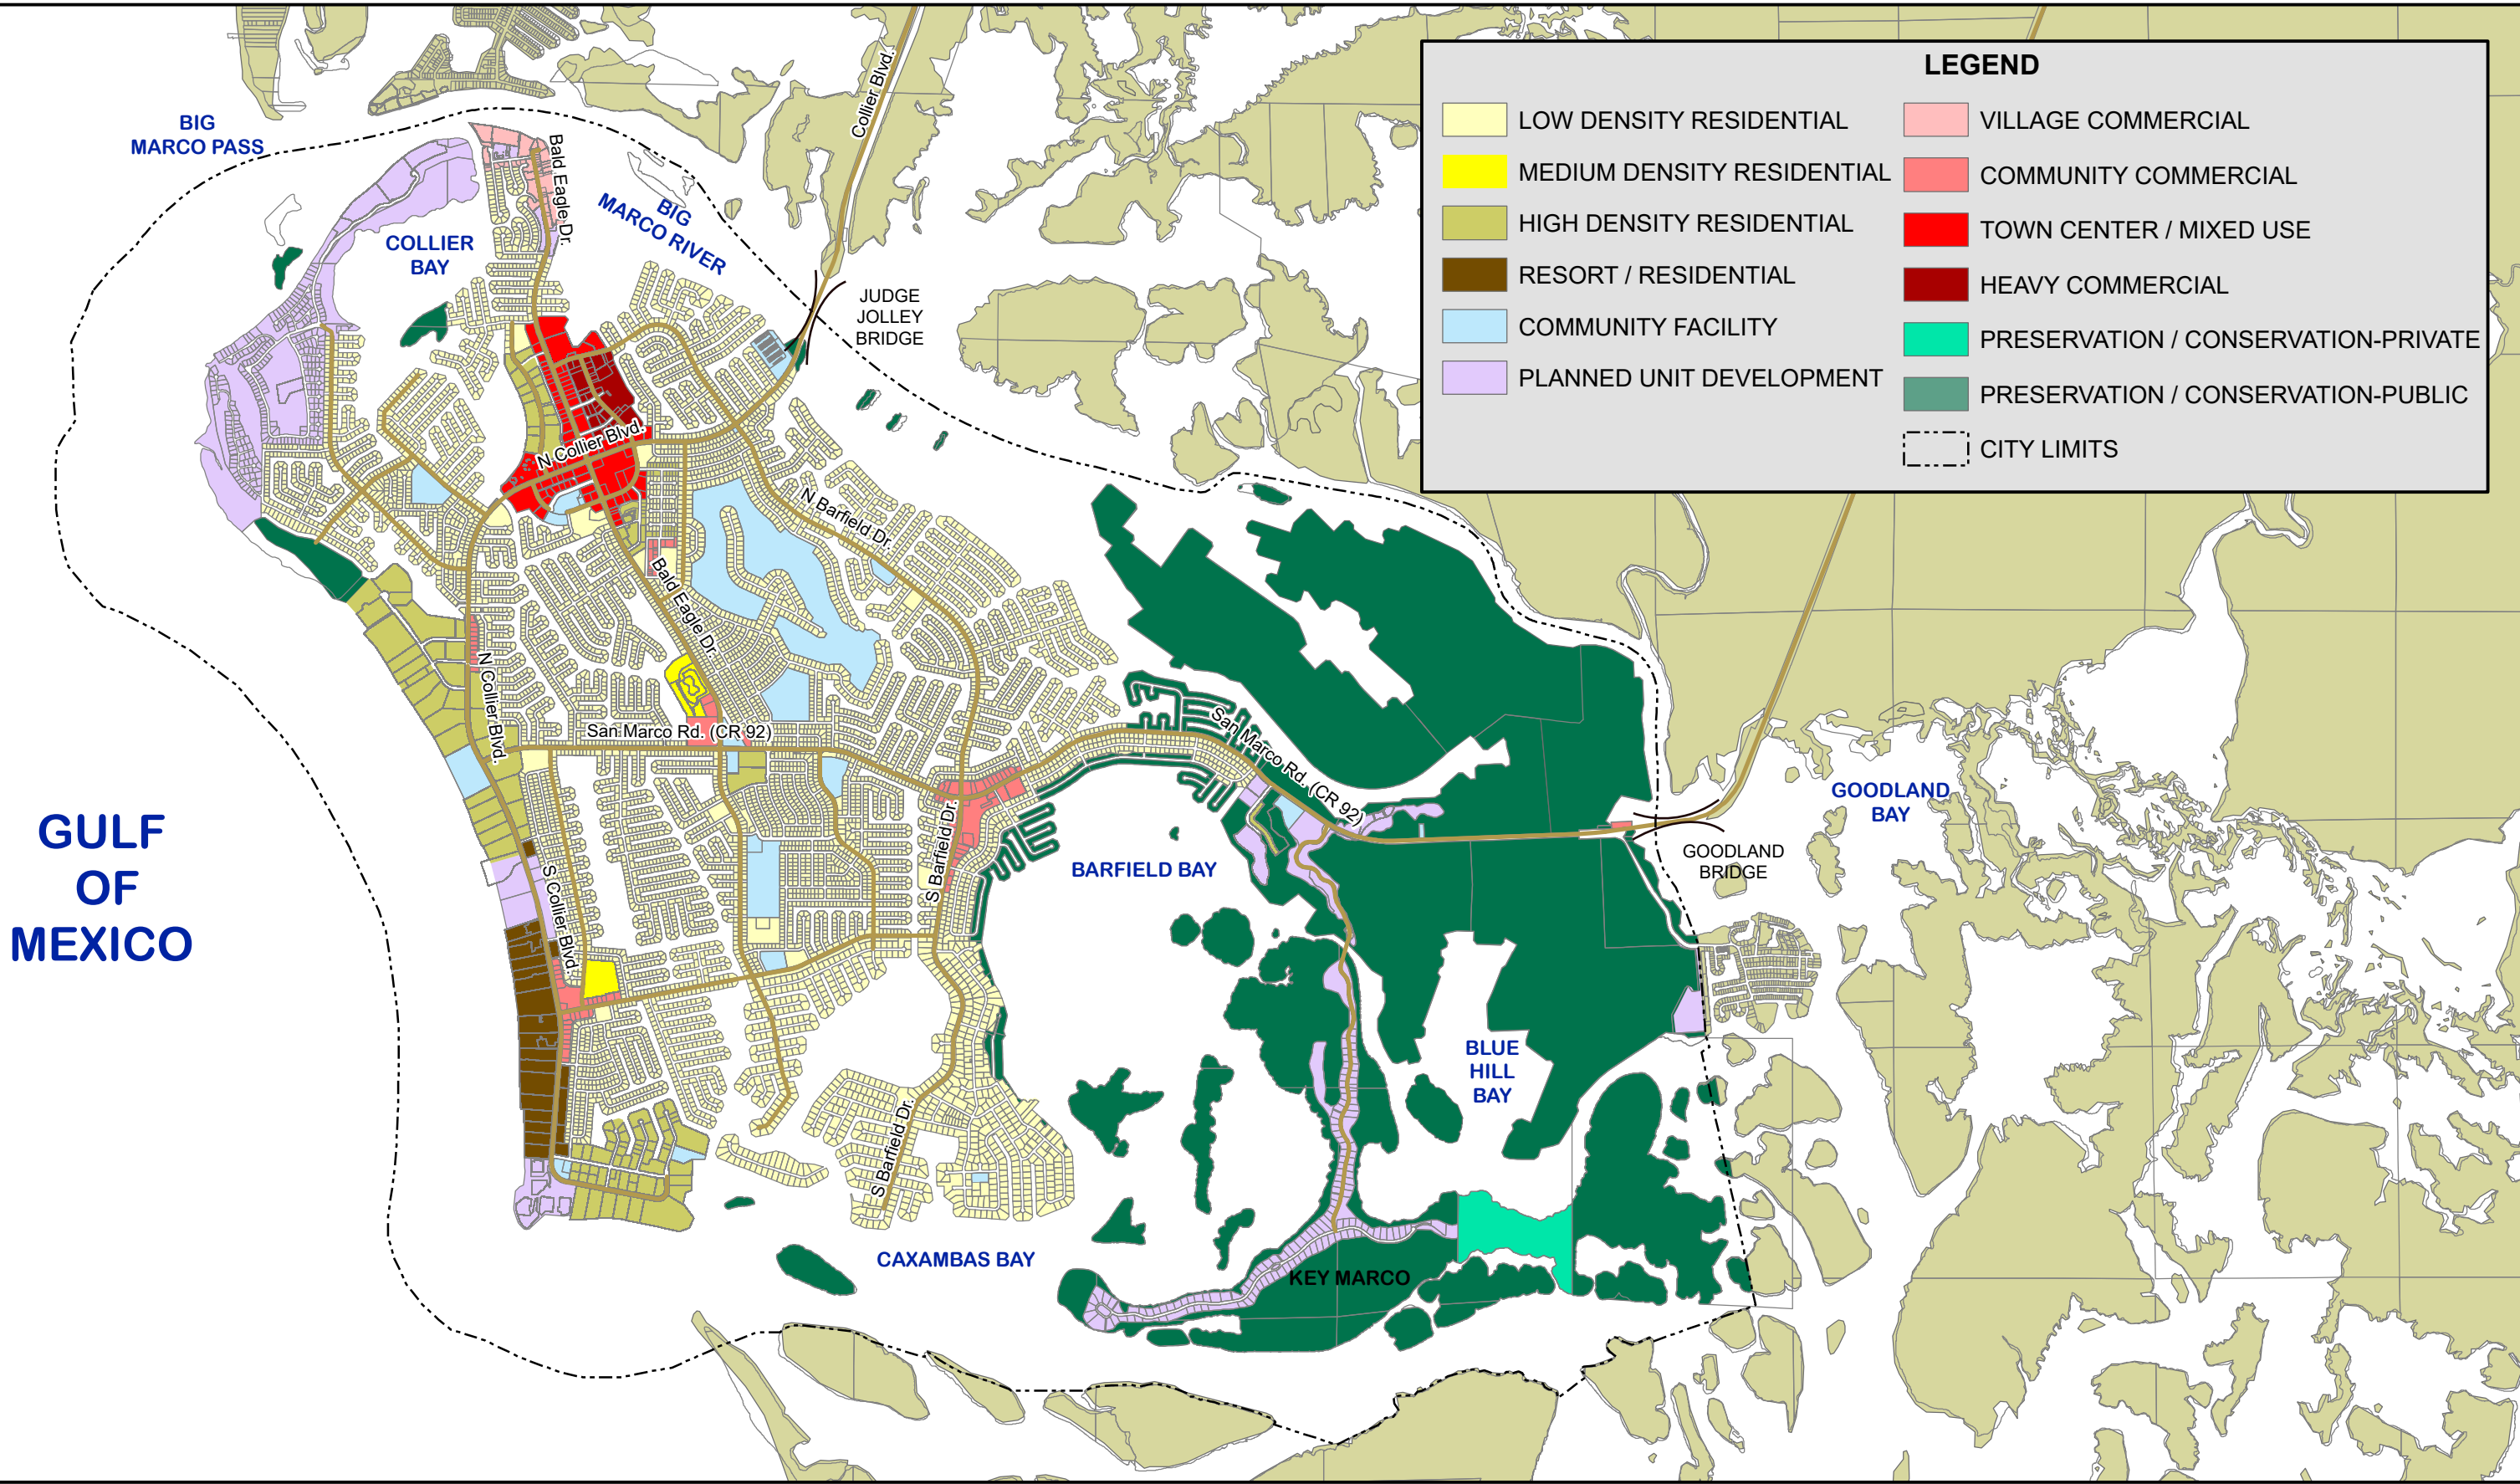 LEGEND
LOW DENSITY RESIDENTIAL
MEDIUM DENSITY RESIDENTIAL
HIGH DENSITY RESIDENTIAL
RESORT / RESIDENTIAL
COMMUNITY FACILITY
PLANNED UNIT DEVELOPMENT
VILLAGE COMMERCIAL
COMMUNITY COMMERCIAL
TOWN CENTER / MIXED USE
HEAVY COMMERCIAL
PRESERVATION / CONSERVATION-PRIVATE
PRESERVATION / CONSERVATION-PUBLIC
CITY LIMITS
Collier Blvd.
BIG
MARCO PASS
Bald Eagle Dr.
BIG
MARCO RIVER
COLLIER
BAY
JUDGE
JOLLEY
BRIDGE
N Collier Blvd.
N Barfield Dr.
Bald Eagle Dr.
N Collier Blvd.
San Marco Rd. (CR 92)
San Marco Rd. (CR 92)
GOODLAND
BAY
GULF
OF
MEXICO
S Barfield Dr.
BARFIELD BAY
GOODLAND
BRIDGE
S Collier Blvd.
BLUE
HILL
BAY
S Barfield Dr.
CAXAMBAS BAY
KEY MARCO